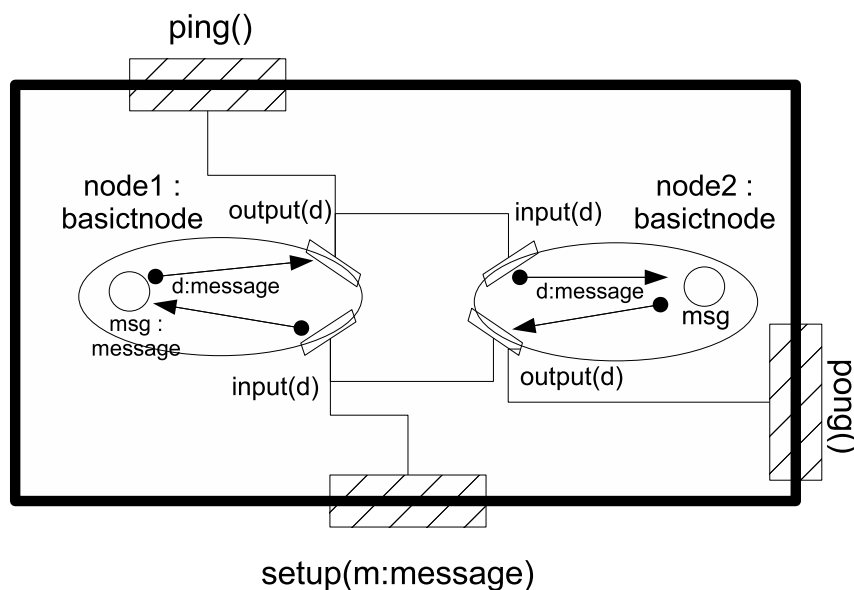 ping()
node1 :
basictnode
output(d)
input(d)
node2 :
basictnode
d:message
d:message
msg :
message
msg
input(d)
output(d)
pong()
setup(m:message)